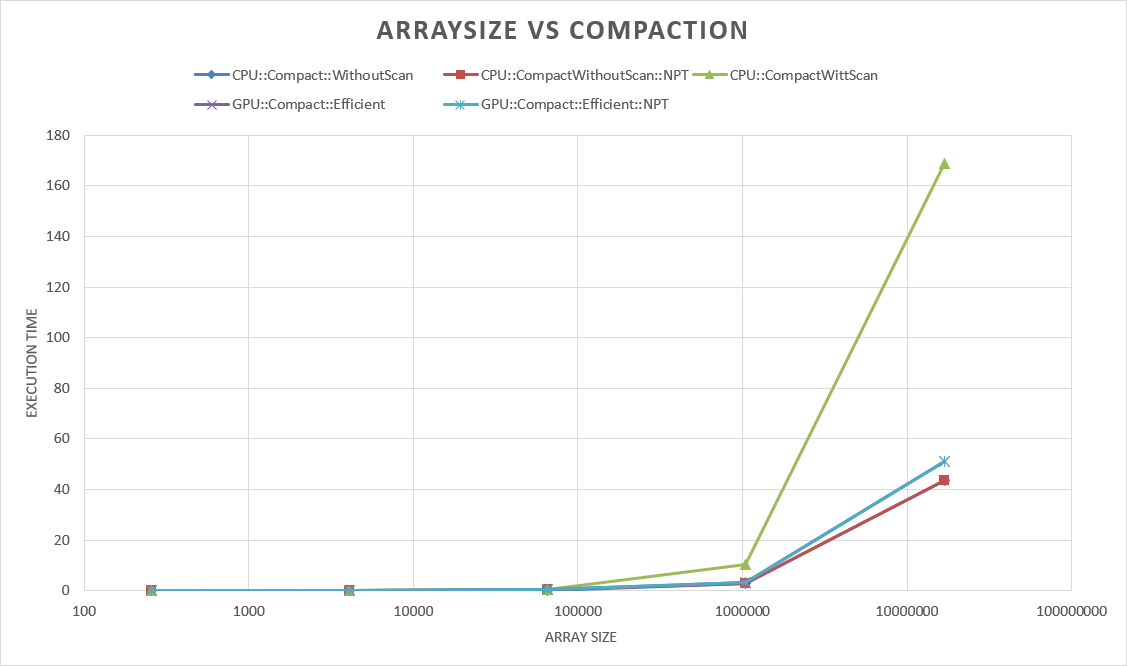 ARRAYSIZE VS COMPACTION
CPU::Compact::WithoutScan CPU::CompactWithoutScan::NPT CPU::CompactWittScan
GPU::Compact::Efficient GPU::Compact::Efficient::NPT
180
160
140
120
100
80
60
40
20
0
EXECUTION TIME
100 1000 10000 100000 1000000 10000000 100000000
ARRAY SIZE